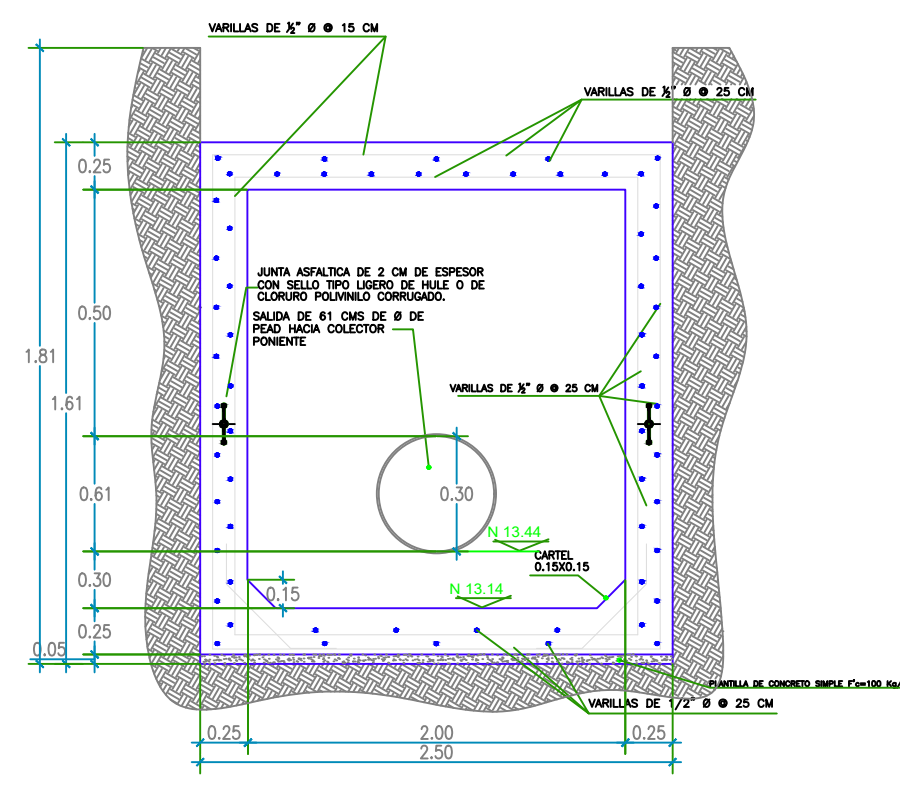 VARILLAS DE ½" Ø @ 15 CM
VARILLAS DE ½" Ø @ 25 CM
0.25
JUNTA ASFALTICA DE 2 CM DE ESPESOR
CON SELLO TIPO LIGERO DE HULE O DE
CLORURO POLIVINILO CORRUGADO.
0.50
SALIDA DE 61 CMS DE Ø DE
PEAD HACIA COLECTOR
PONIENTE
1.81
1.61
VARILLAS DE ½" Ø @ 25 CM
0.61
0.30
N 13.44
CARTEL
0.15X0.15
0.30
0.15
N 13.14
0.25
0.05
PLANTILLA DE CONCRETO SIMPLE F'c=100 KG/
VARILLAS DE 1/2" Ø @ 25 CM
0.25
2.00
0.25
2.50